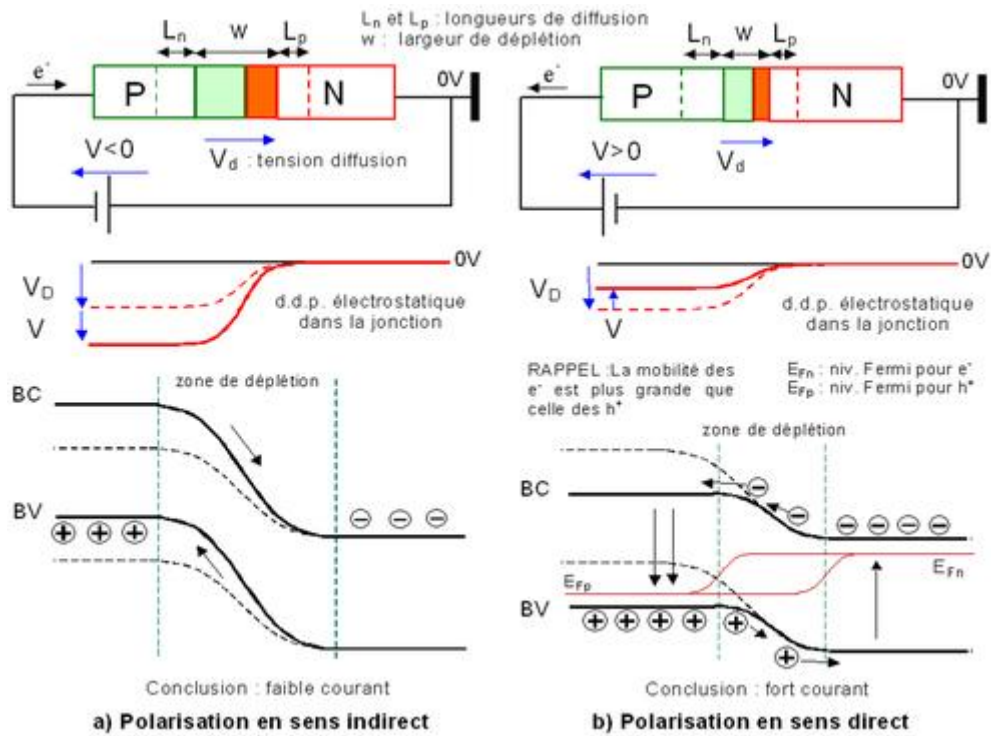 Ln et Lp : longueurs de diffusion
w : largeur de déplétion
Ln w Lp
e-
P N
0V
V<0
Vd : tension diffusion
Ln w Lp
e-
P N
0V
V>0
Vd
0V
VD
V
d.d.p. électrostatique
dans la jonction
0V
VD
V
d.d.p. électrostatique
dans la jonction
zone de déplétion
BC
BV
Conclusion : faible courant
a) Polarisation en sens indirect
RAPPEL :La mobilité des
e- est plus grande que
celle des h+
EFn : niv. Fermi pour e-
EFp : niv. Fermi pour h+
zone de déplétion
BC
EFp
EFn
BV
Conclusion : fort courant
b) Polarisation en sens direct